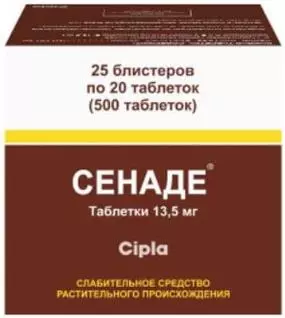 25 блистеров
по 20 таблеток
(500 таблеток)
СЕНАДЕ®
Таблетки 13,5 мг
Cipla
СЛАБИТЕЛЬНОЕ СРЕДСТВО
РАСТИТЕЛЬНОГО ПРОИСХОЖДЕНИЯ